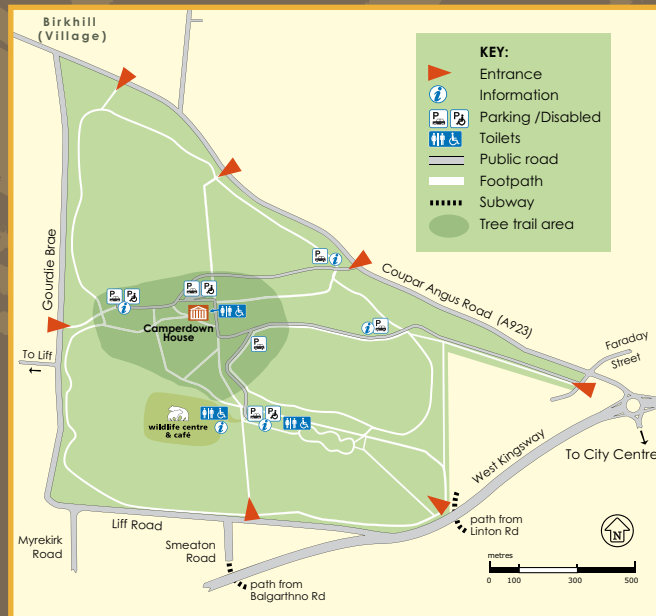 Birkhill
(Village)
KEY:
Entrance
i
Information
P P
Parking /Disabled
Toilets
Public road
Footpath
Subway
Tree trail area
Gourdie Brae
Coupar Angus Road (A923)
P i
P P
i
P P
Camperdown
House
P
i P
Faraday
Street
To Liff
wildlife centre
& café
i
P P
i
West Kingsway
To City Centre
Liff Road
Myrekirk
Road
Smeaton
Road
path from
Linton Rd
path from
Balgarthno Rd
N
metres
0 100 300 500